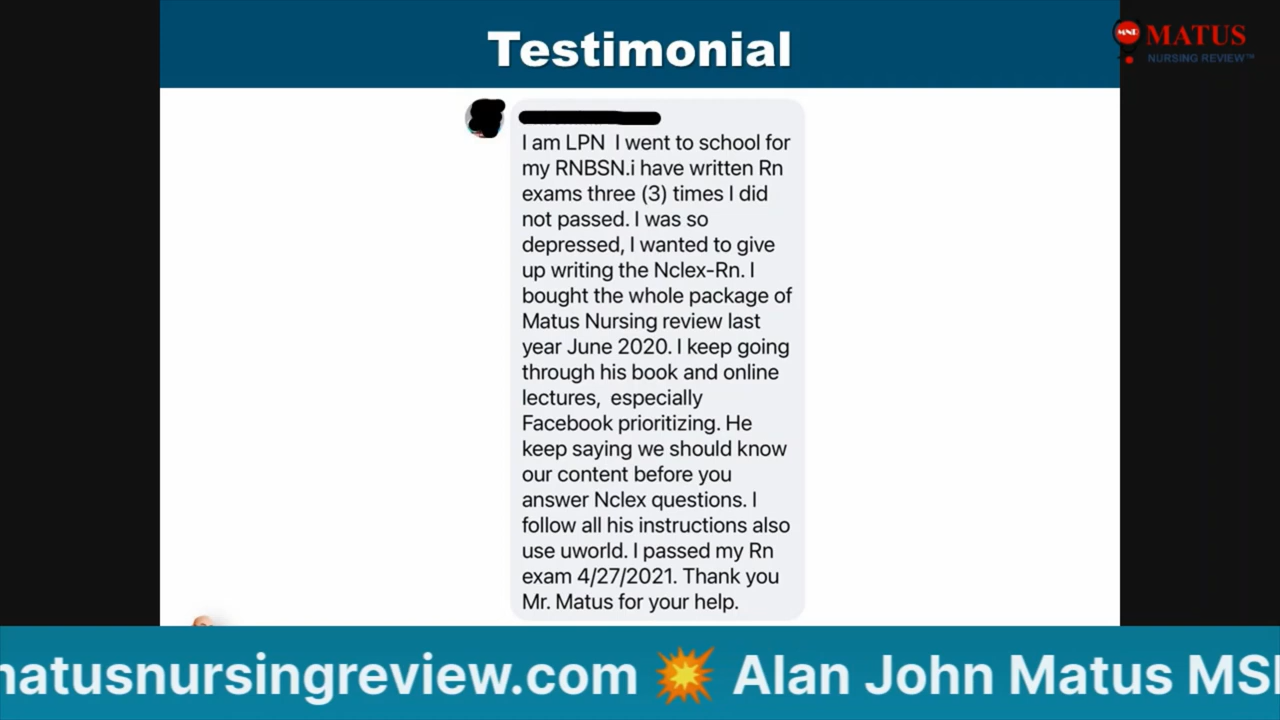 Testimonial
MNR MATUS
NURSING REVIEW™
I am LPN I went to school for
my RNBSN.i have written Rn
exams three (3) times I did
not passed. I was so
depressed, I wanted to give
up writing the Nclex-Rn. I
bought the whole package of
Matus Nursing review last
year June 2020. I keep going
through his book and online
lectures, especially
Facebook prioritizing. He
keep saying we should know
our content before you
answer Nclex questions. I
follow all his instructions also
use uworld. I passed my Rn
exam 4/27/2021. Thank you
Mr. Matus for your help.
natusnursingreview.com 💥 Alan John Matus MS